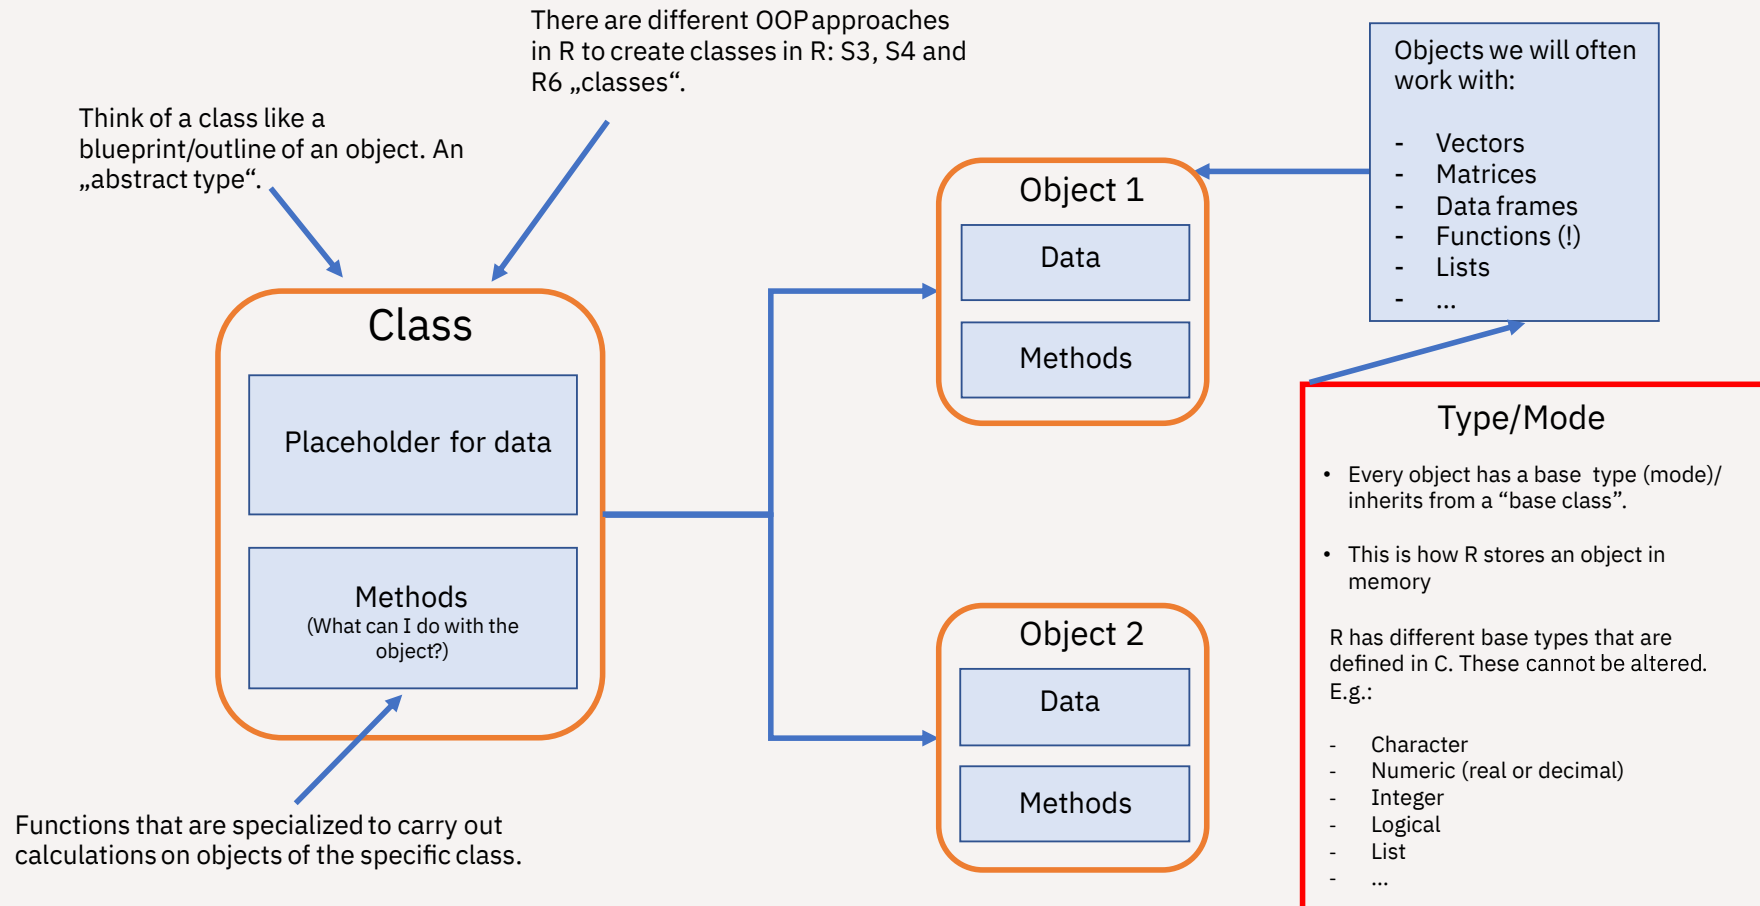 There are different OOP approaches
in R to create classes in R: S3, S4 and
R6 „classes“.
Think of a class like a
blueprint/outline of an object. An
„abstract type“.
Class
Placeholder for data
Methods
(What can I do with the
object?)
Functions that are specialized to carry out
calculations on objects of the specific class.
Object 1
Data
Methods
Object 2
Data
Methods
Objects we will often
work with:
- Vectors
- Matrices
- Data frames
- Functions (!)
- Lists
- ...
Type/Mode
• Every object has a base type (mode)/
inherits from a “base class”.
• This is how R stores an object in
memory
R has different base types that are
defined in C. These cannot be altered.
E.g.:
- Character
- Numeric (real or decimal)
- Integer
- Logical
- List
- ...